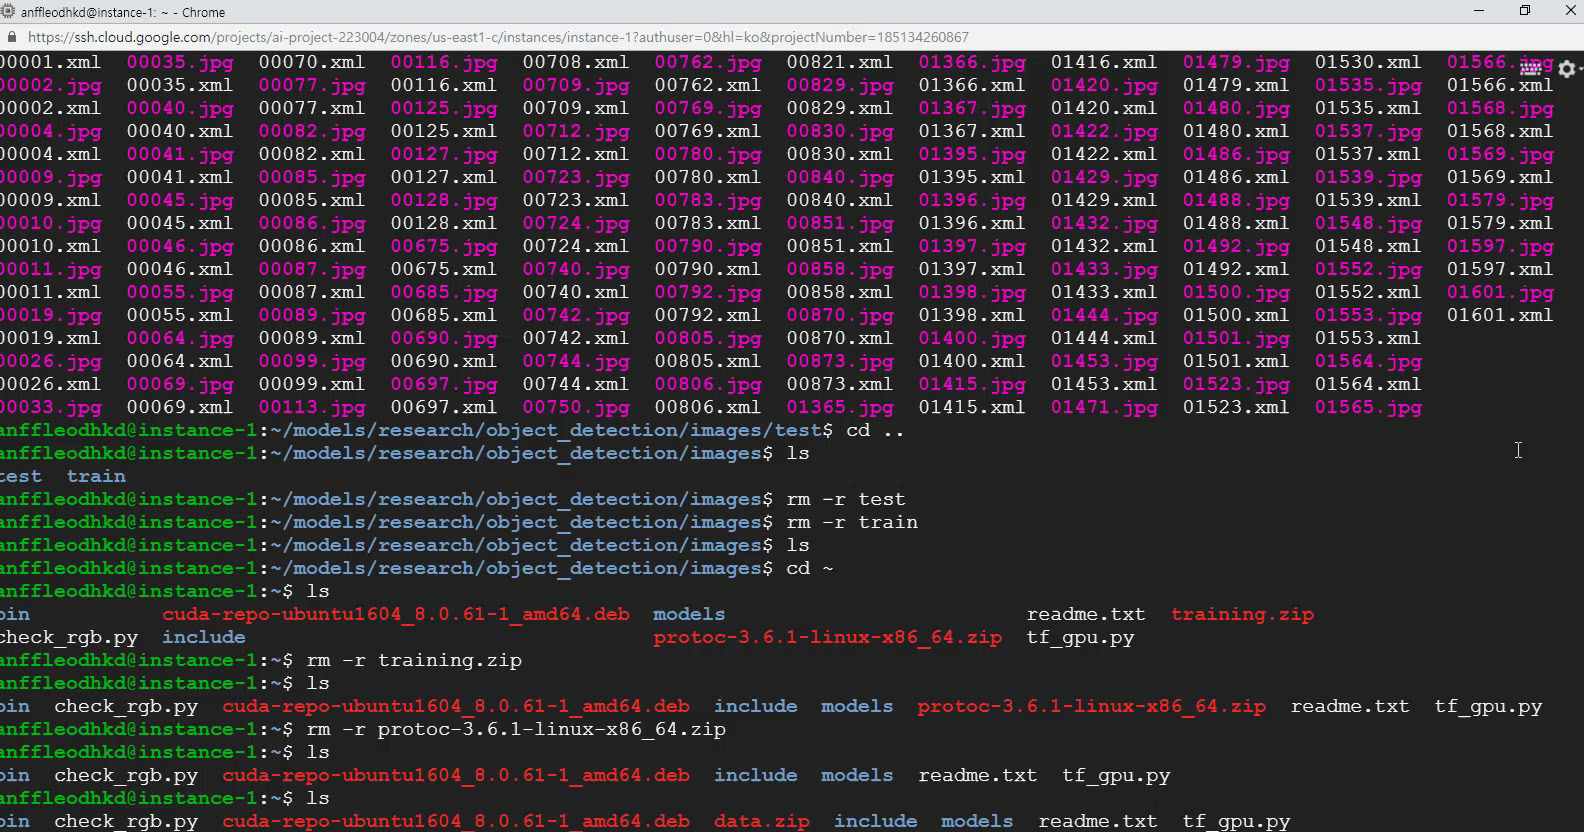 anffleodhkd@instance-1: ~ - Chrome
https://ssh.cloud.google.com/projects/ai-project-223004/zones/us-east1-c/instances/instance-1?authuser=0&hl=ko&projectNumber=185134260867
00001.xml 00035.jpg 00070.xml 00116.jpg 00708.xml 00762.jpg 00821.xml 01366.jpg 01416.xml 01479.jpg 01530.xml 01566.jpg
00002.jpg 00035.xml 00077.jpg 00116.xml 00709.jpg 00762.xml 00829.jpg 01366.xml 01420.jpg 01479.xml 01535.jpg 01566.xml
00002.xml 00040.jpg 00077.xml 00125.jpg 00709.xml 00769.jpg 00829.xml 01367.jpg 01420.xml 01480.jpg 01535.xml 01568.jpg
00004.jpg 00040.xml 00082.jpg 00125.xml 00712.jpg 00769.xml 00830.jpg 01367.xml 01422.jpg 01480.xml 01537.jpg 01568.xml
00004.xml 00041.jpg 00082.xml 00127.jpg 00712.xml 00780.jpg 00830.xml 01395.jpg 01422.xml 01486.jpg 01537.xml 01569.jpg
00009.jpg 00041.xml 00085.jpg 00127.xml 00723.jpg 00780.xml 00840.jpg 01395.xml 01429.jpg 01486.xml 01539.jpg 01569.xml
00009.xml 00045.jpg 00085.xml 00128.jpg 00723.xml 00783.jpg 00840.xml 01396.jpg 01429.xml 01488.jpg 01539.xml 01579.jpg
00010.jpg 00045.xml 00086.jpg 00128.xml 00724.jpg 00783.xml 00851.jpg 01396.xml 01432.jpg 01488.xml 01548.jpg 01579.xml
00010.xml 00046.jpg 00086.xml 00675.jpg 00724.xml 00790.jpg 00851.xml 01397.jpg 01432.xml 01492.jpg 01548.xml 01597.jpg
00011.jpg 00046.xml 00087.jpg 00675.xml 00740.jpg 00790.xml 00858.jpg 01397.xml 01433.jpg 01492.xml 01552.jpg 01597.xml
00011.xml 00055.jpg 00087.xml 00685.jpg 00740.xml 00792.jpg 00858.xml 01398.jpg 01433.xml 01500.jpg 01552.xml 01601.jpg
00019.jpg 00055.xml 00089.jpg 00685.xml 00742.jpg 00792.xml 00870.jpg 01398.xml 01444.jpg 01500.xml 01553.jpg 01601.xml
00019.xml 00064.jpg 00089.xml 00690.jpg 00742.xml 00805.jpg 00870.xml 01400.jpg 01444.xml 01501.jpg 01553.xml
00026.jpg 00064.xml 00099.jpg 00690.xml 00744.jpg 00805.xml 00873.jpg 01400.xml 01453.jpg 01501.xml 01564.jpg
00026.xml 00069.jpg 00099.xml 00697.jpg 00744.xml 00806.jpg 00873.xml 01415.jpg 01453.xml 01523.jpg 01564.xml
00033.jpg 00069.xml 00113.jpg 00697.xml 00750.jpg 00806.xml 01365.jpg 01415.xml 01471.jpg 01523.xml 01565.jpg
anffleodhkd@instance-1:~/models/research/object_detection/images/test$ cd ..
anffleodhkd@instance-1:~/models/research/object_detection/images$ ls
test train
anffleodhkd@instance-1:~/models/research/object_detection/images$ rm -r test
anffleodhkd@instance-1:~/models/research/object_detection/images$ rm -r train
anffleodhkd@instance-1:~/models/research/object_detection/images$ ls
anffleodhkd@instance-1:~/models/research/object_detection/images$ cd ~
anffleodhkd@instance-1:~$ ls
bin cuda-repo-ubuntu1604_8.0.61-1_amd64.deb models readme.txt training.zip
check_rgb.py include protoc-3.6.1-linux-x86_64.zip tf_gpu.py
anffleodhkd@instance-1:~$ rm -r training.zip
anffleodhkd@instance-1:~$ ls
bin check_rgb.py cuda-repo-ubuntu1604_8.0.61-1_amd64.deb include models protoc-3.6.1-linux-x86_64.zip readme.txt tf_gpu.py
anffleodhkd@instance-1:~$ rm -r protoc-3.6.1-linux-x86_64.zip
anffleodhkd@instance-1:~$ ls
bin check_rgb.py cuda-repo-ubuntu1604_8.0.61-1_amd64.deb include models readme.txt tf_gpu.py
anffleodhkd@instance-1:~$ ls
bin check_rgb.py cuda-repo-ubuntu1604_8.0.61-1_amd64.deb data.zip include models readme.txt tf_gpu.py